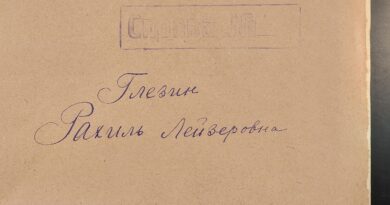 Глезин
Рахиль Лейзеровна